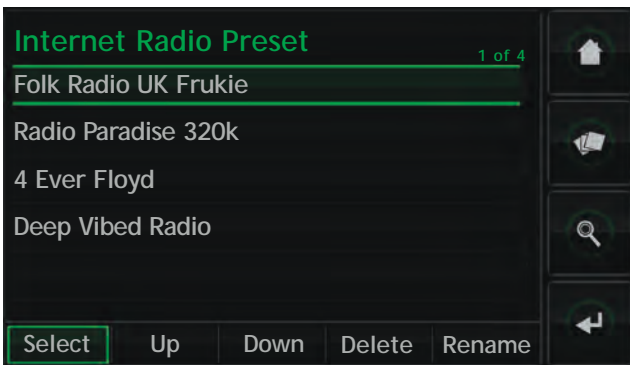 Internet Radio Preset
1 of 4
Folk Radio UK Frukie
Radio Paradise 320k
4 Ever Floyd
Deep Vibed Radio
Select Up Down Delete Rename